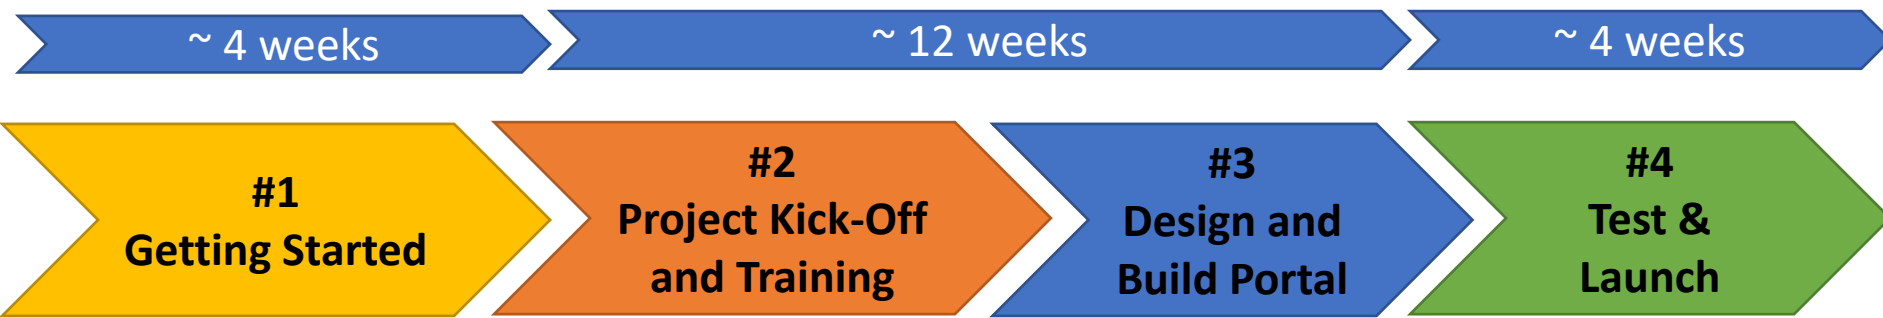 ~ 4 weeks
~ 12 weeks
~ 4 weeks
#1
Getting Started
#2
Project Kick-Off
and Training
#3
Design and
Build Portal
#4
Test &
Launch